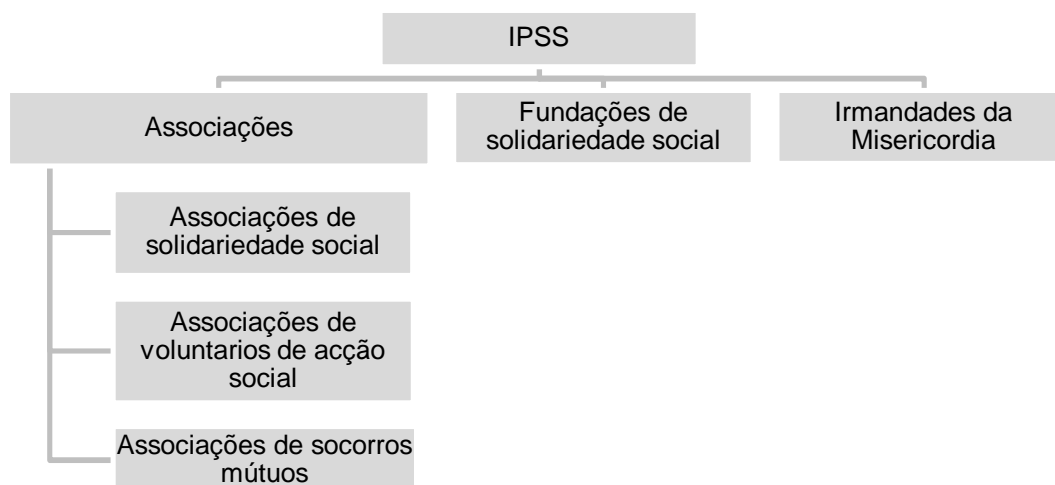 IPSS
Associações
Fundações de
solidariedade social
Irmandades da
Misericordia
Associações de
solidariedade social
Associações de
voluntarios de acção
social
Associações de socorros
mútuos